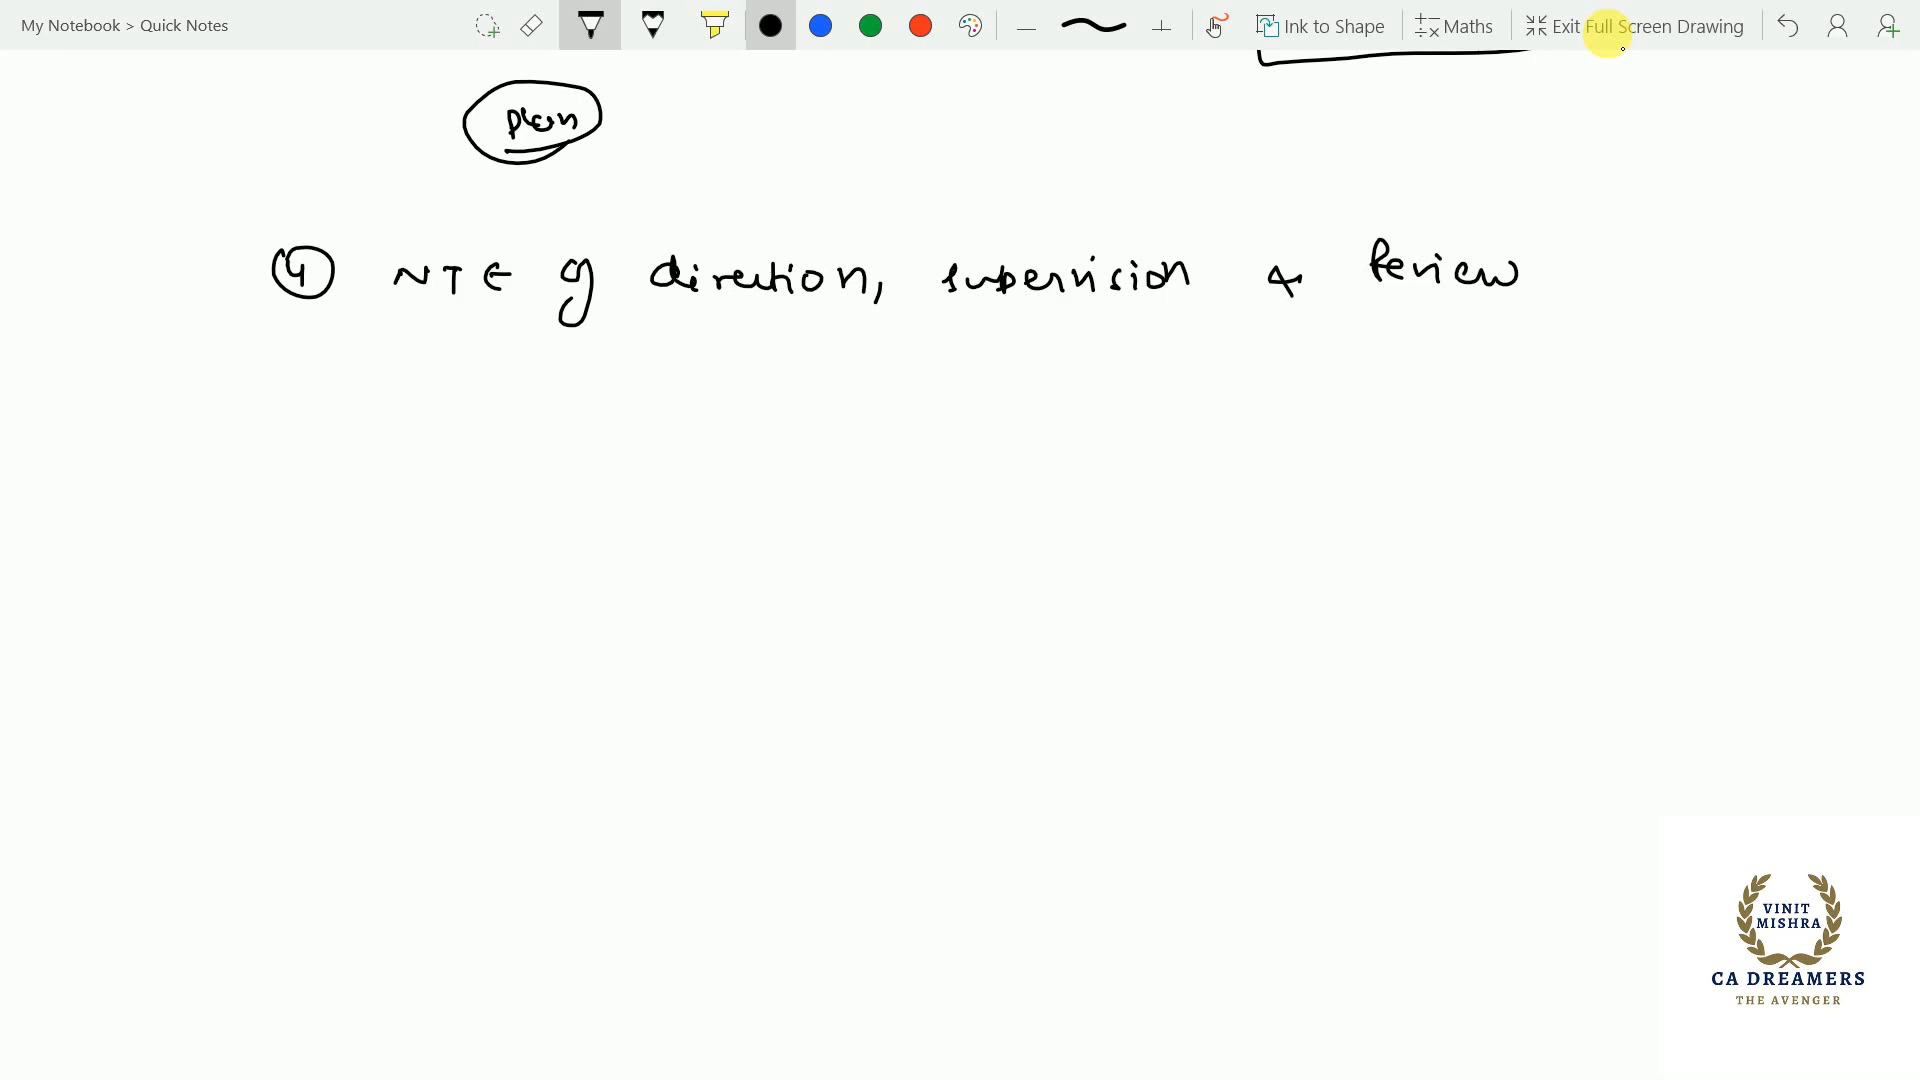 My Notebook > Quick Notes
Ink to Shape
Maths
Exit Full Screen Drawing
Plan
④ NTE of direction, supervision & Review
VINIT
MISHRA
CA DREAMERS
THE AVENGER